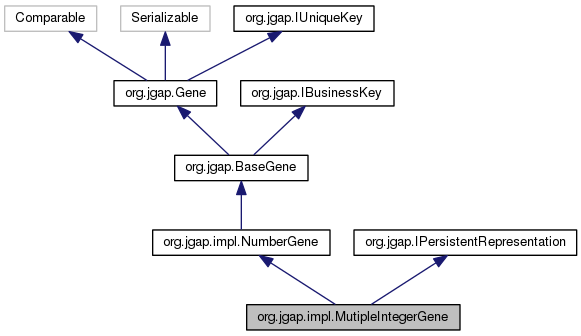 Comparable
Serializable
org.jgap.IUniqueKey
org.jgap.Gene
org.jgap.IBusinessKey
org.jgap.BaseGene
org.jgap.impl.NumberGene
org.jgap.IPersistentRepresentation
org.jgap.impl.MutipleIntegerGene